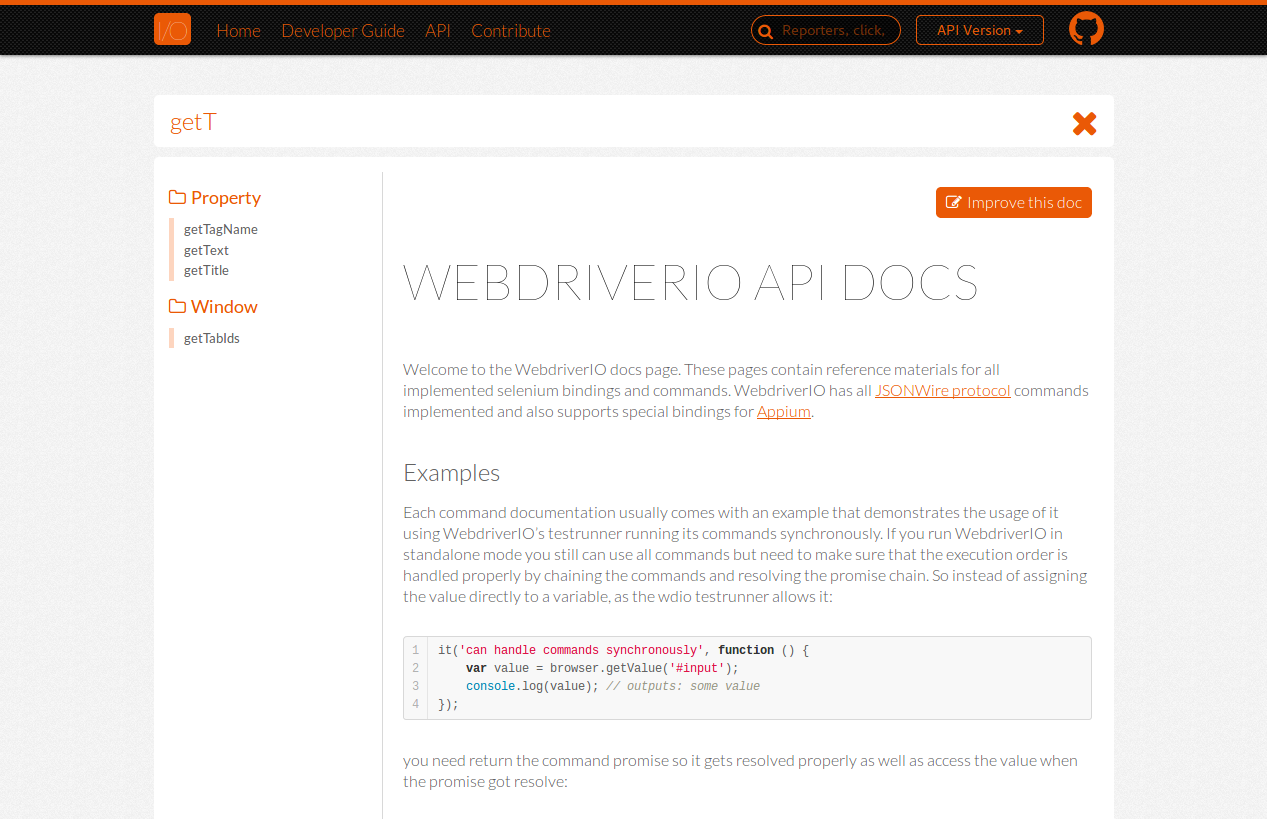 I/O Home Developer Guide API Contribute Reporters, click, API Version
getT
Property
getTagName
getText
getTitle
Window
getTabIds
Improve this doc
WEBDRIVERIO API DOCS
Welcome to the WebdriverIO docs page. These pages contain reference materials for all
implemented selenium bindings and commands. WebdriverIO has all JSONWire protocol commands
implemented and also supports special bindings for Appium.
Examples
Each command documentation usually comes with an example that demonstrates the usage of it
using WebdriverIO’s testrunner running its commands synchronously. If you run WebdriverIO in
standalone mode you still can use all commands but need to make sure that the execution order is
handled properly by chaining the commands and resolving the promise chain. So instead of assigning
the value directly to a variable, as the wdio testrunner allows it:
1 it('can handle commands synchronously', function () {
2 var value = browser.getValue('#input');
3 console.log(value); // outputs: some value
4 });
you need return the command promise so it gets resolved properly as well as access the value when
the promise got resolve: